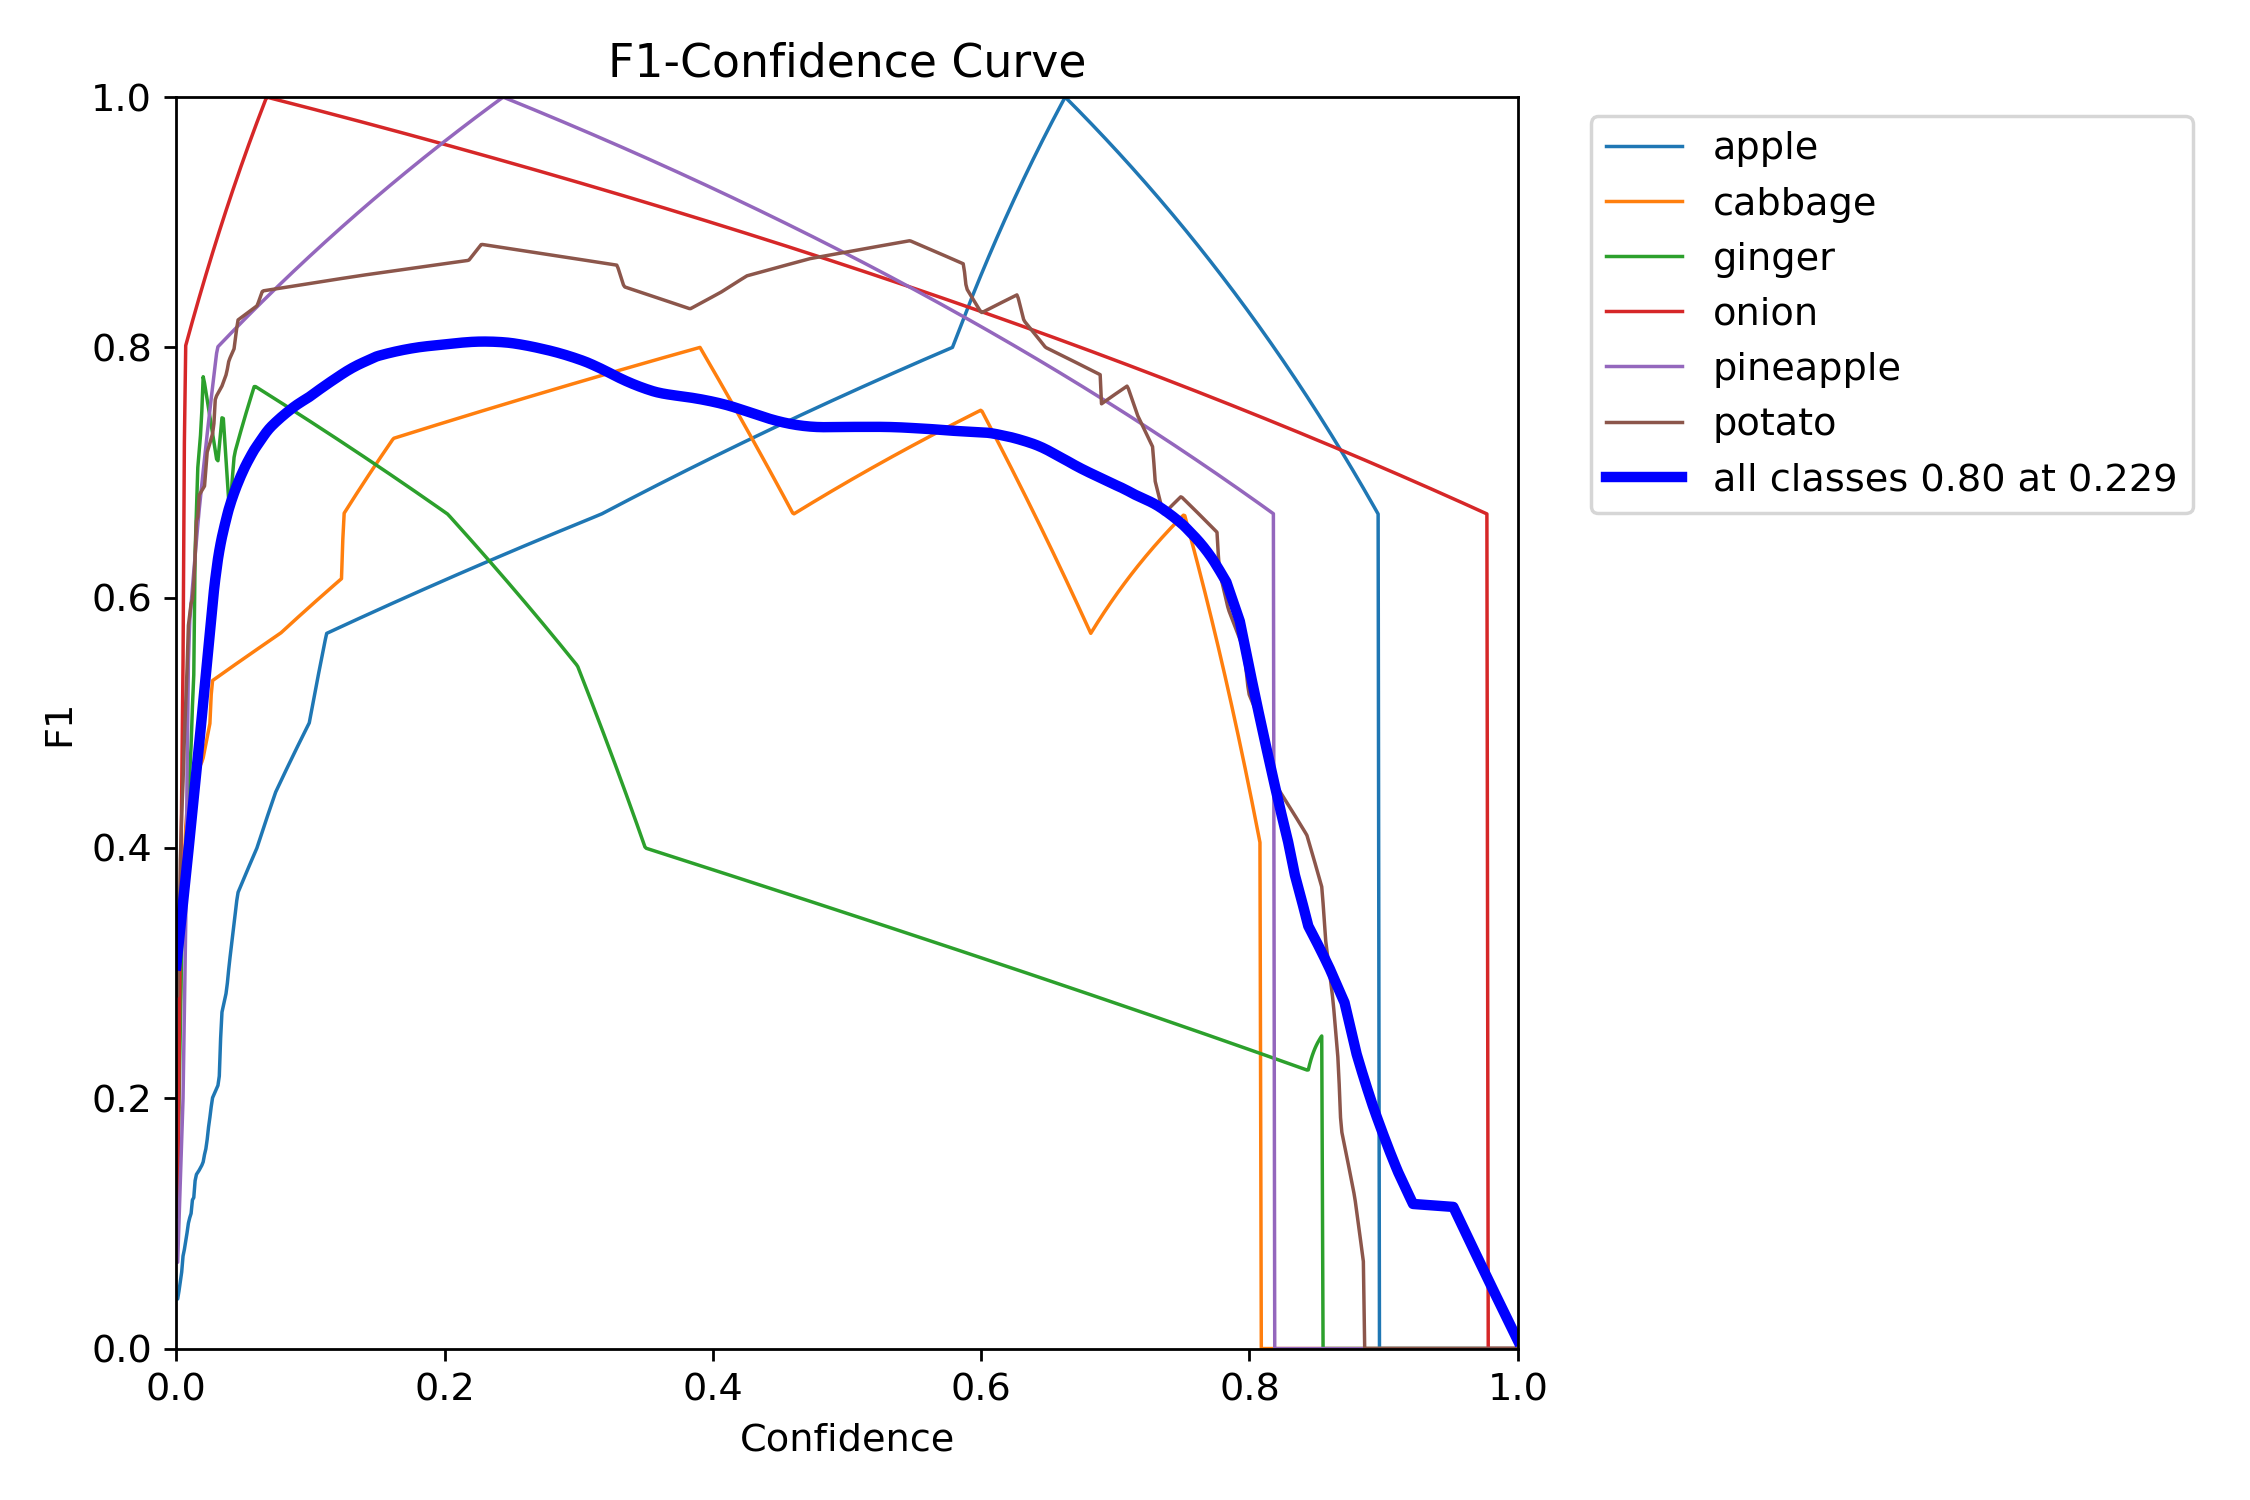 F1-Confidence Curve
1.0
0.8
0.6
0.4
0.2
0.0
F1
0.0 0.2 0.4 0.6 0.8 1.0
Confidence
apple
cabbage
ginger
onion
pineapple
potato
all classes 0.80 at 0.229